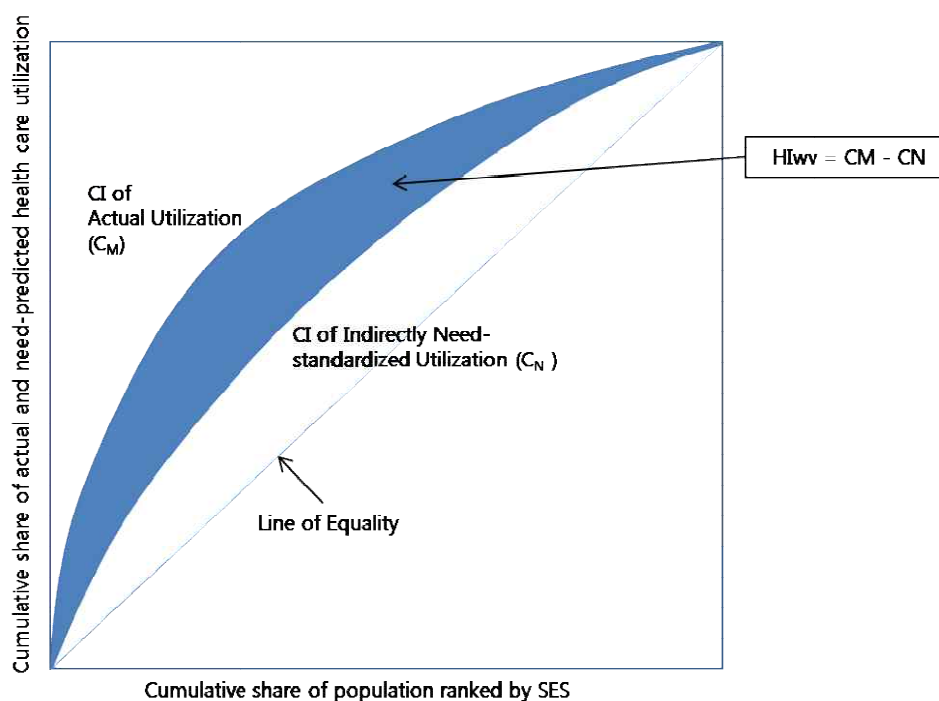 Cumulative share of actual and need-predicted health care utilization
HIwv = CM - CN
CI of
Actual Utilization
(CM)
CI of Indirectly Need-
standardized Utilization (CN )
Line of Equality
Cumulative share of population ranked by SES